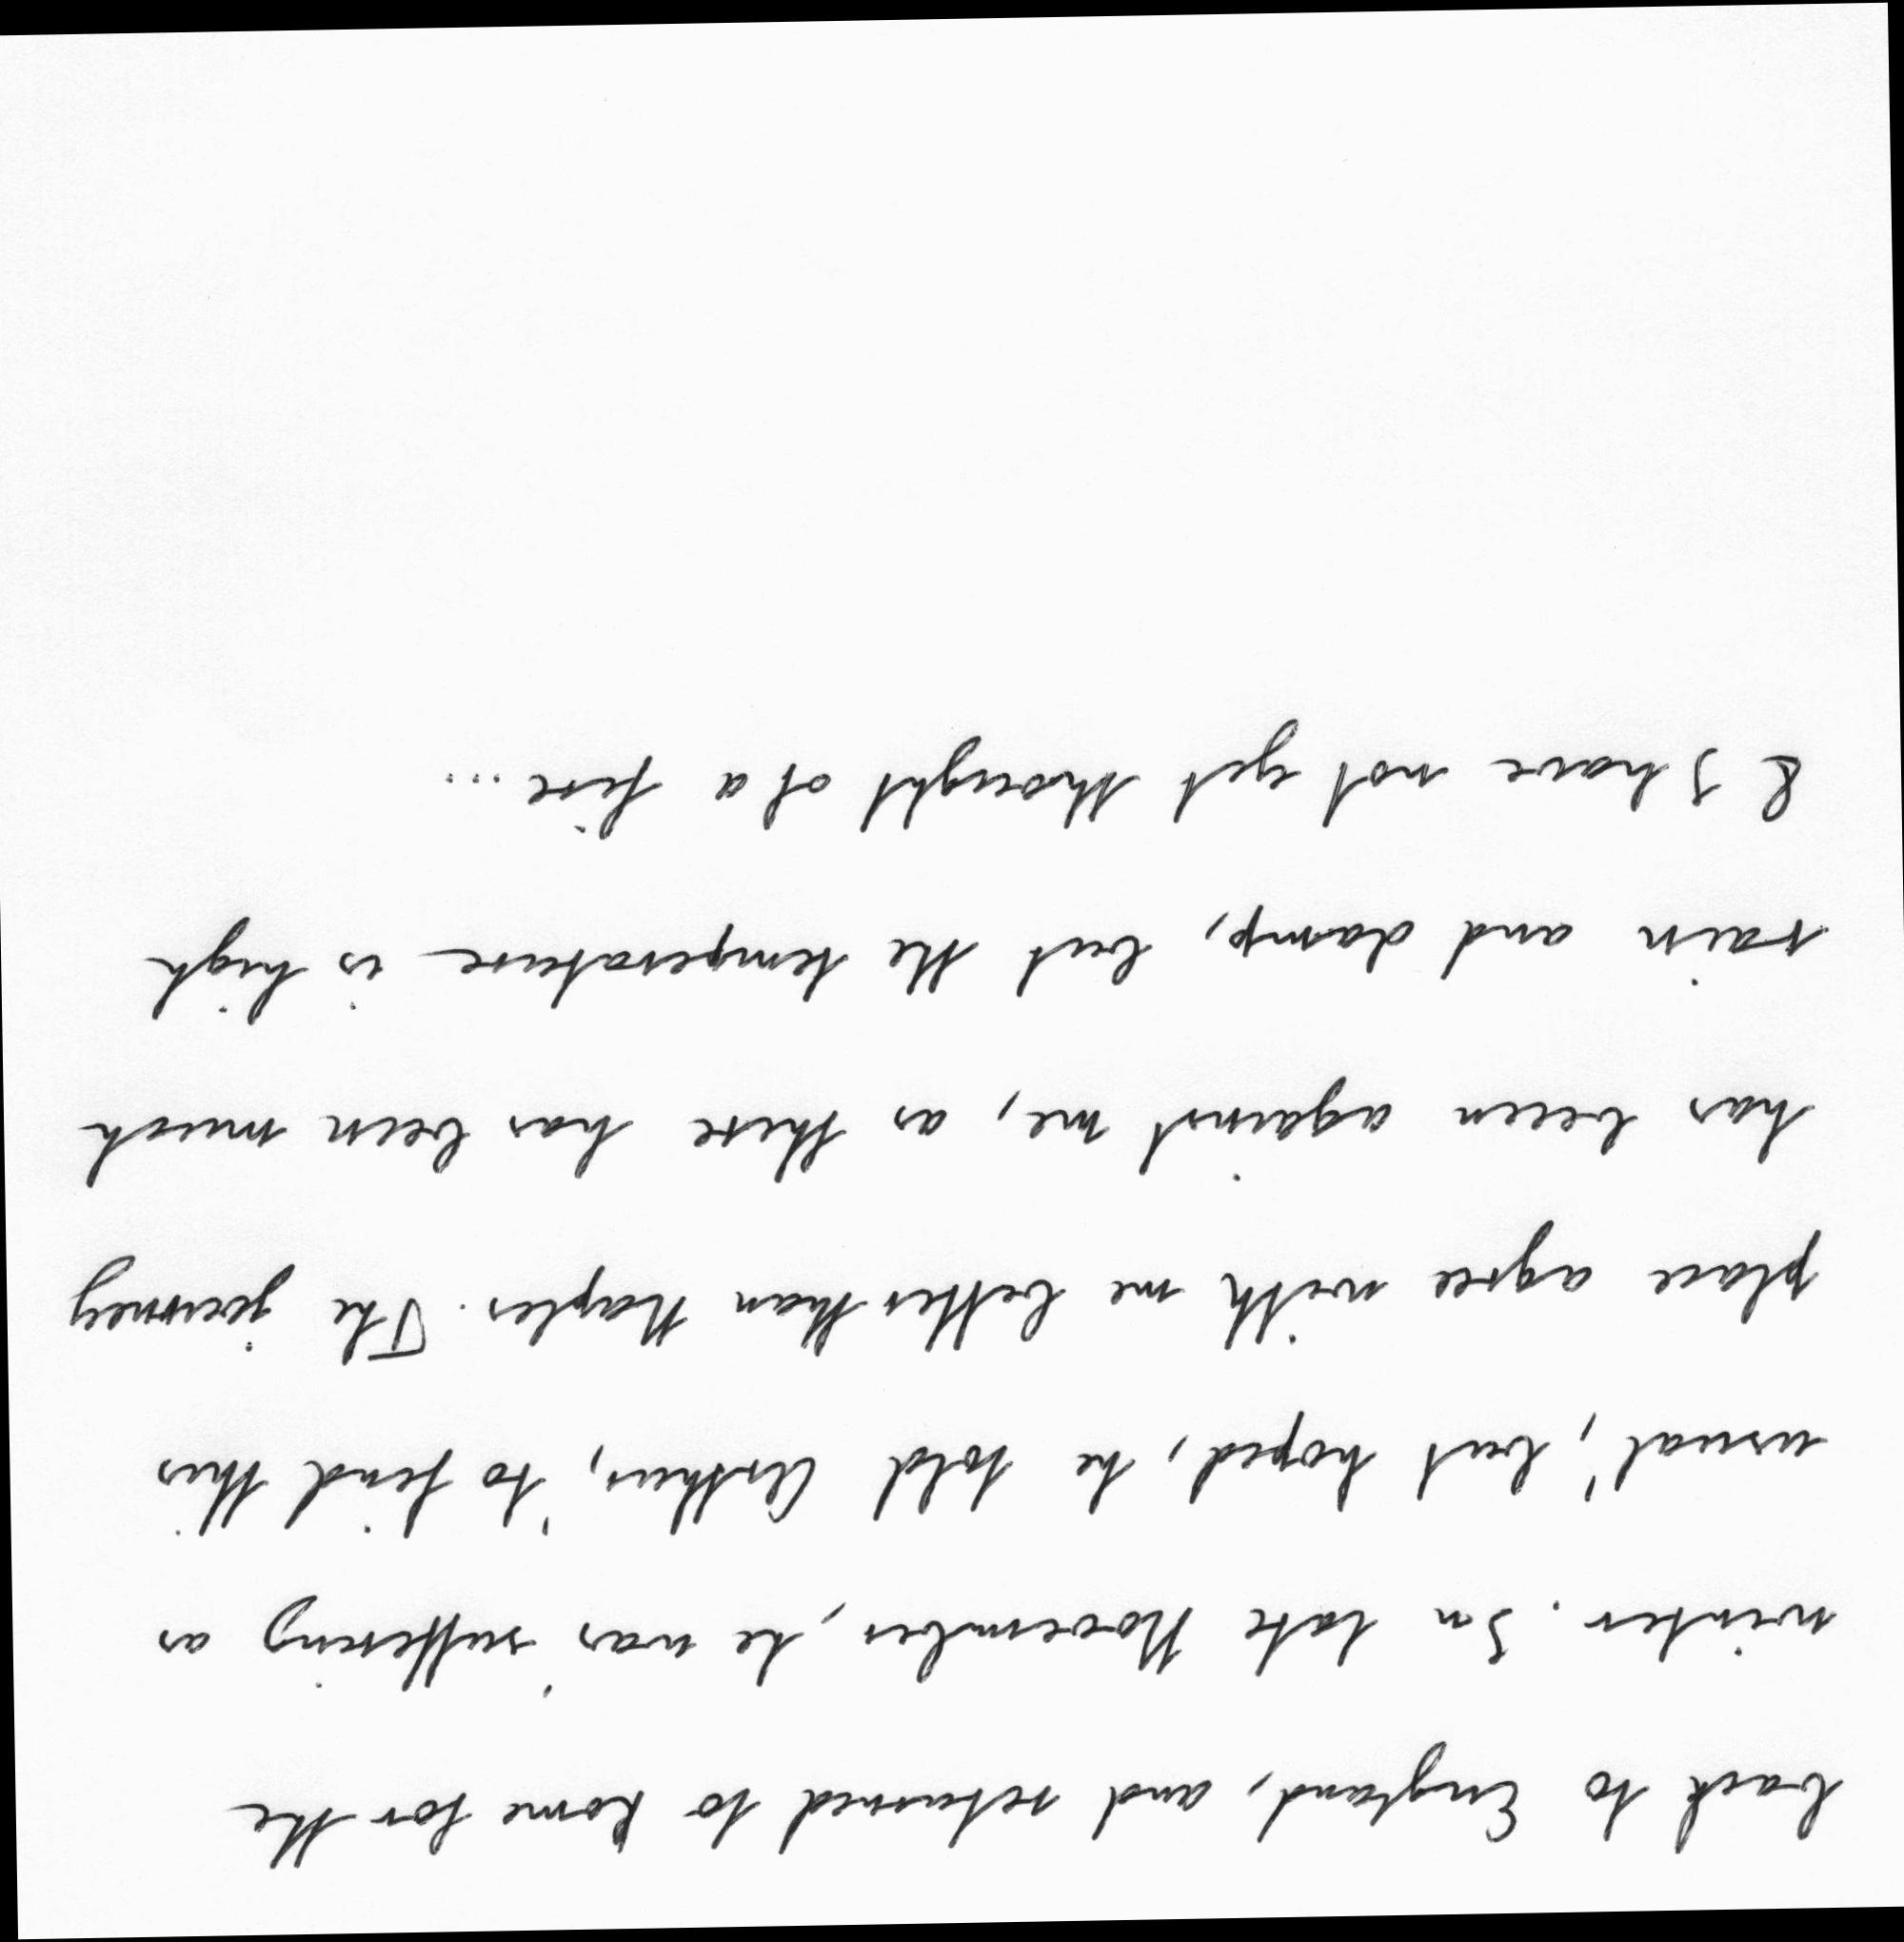 back to England, and returned to Rome for the
winter. In late November, he was 'suffering as
usual', but hoped, he told Arthur, 'to find this
place agree with me better than Naples. The journey
has been against me, as there has been much
rain and damp, but the temperature is high
& I have not yet thought of a fire...